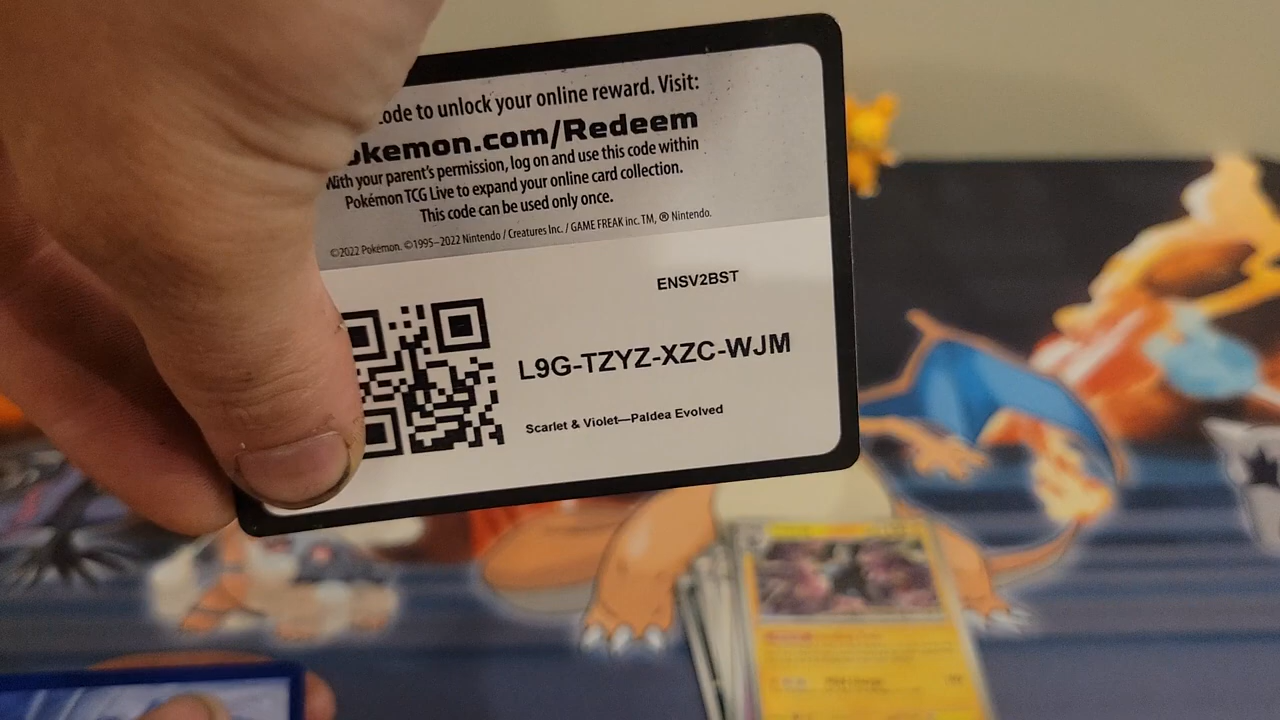 ode to unlock your online reward. Visit:
okemon.com/Redeem
With your parent's permission, log on and use this code within
Pokémon TCG Live to expand your online card collection.
This code can be used only once.
©2022 Pokémon. ©1995–2022 Nintendo / Creatures Inc. / GAME FREAK inc. TM, ® Nintendo.
ENSV2BST
L9G-TZYZ-XZC-WJM
Scarlet & Violet—Paldea Evolved